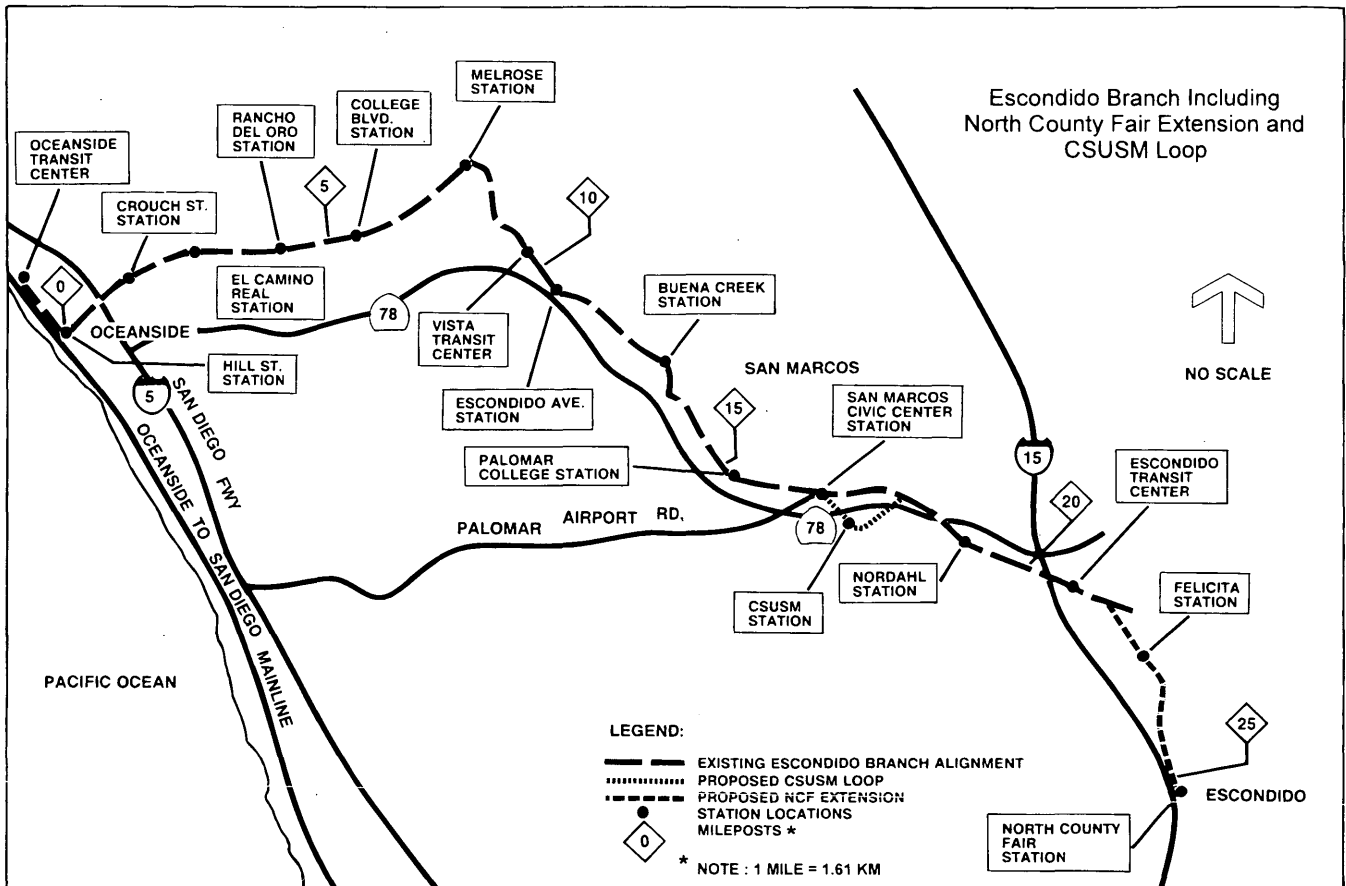 Escondido Branch Including
North County Fair Extension and
CSUSM Loop
MELROSE
STATION
COLLEGE
BLVD.
STATION
RANCHO
DEL ORO
STATION
OCEANSIDE
TRANSIT
CENTER
CROUCH ST.
STATION
5
10
0
EL CAMINO
REAL
STATION
BUENA CREEK
STATION
78
OCEANSIDE
VISTA
TRANSIT
CENTER
HILL ST.
STATION
NO SCALE
SAN MARCOS
5
SAN DIEGO FWY
ESCONDIDO AVE.
STATION
SAN MARCOS
CIVIC CENTER
STATION
15
OCEANSIDE TO SAN DIEGO MAINLINE
PALOMAR
COLLEGE STATION
15
ESCONDIDO
TRANSIT
CENTER
20
PALOMAR AIRPORT RD.
78
NORDAHL
STATION
CSUSM
STATION
FELICITA
STATION
PACIFIC OCEAN
25
ESCONDIDO
NORTH COUNTY
FAIR
STATION
LEGEND:
EXISTING ESCONDIDO BRANCH ALIGNMENT
PROPOSED CSUSM LOOP
PROPOSED NCF EXTENSION
STATION LOCATIONS
MILEPOSTS *
0
* NOTE : 1 MILE = 1.61 KM